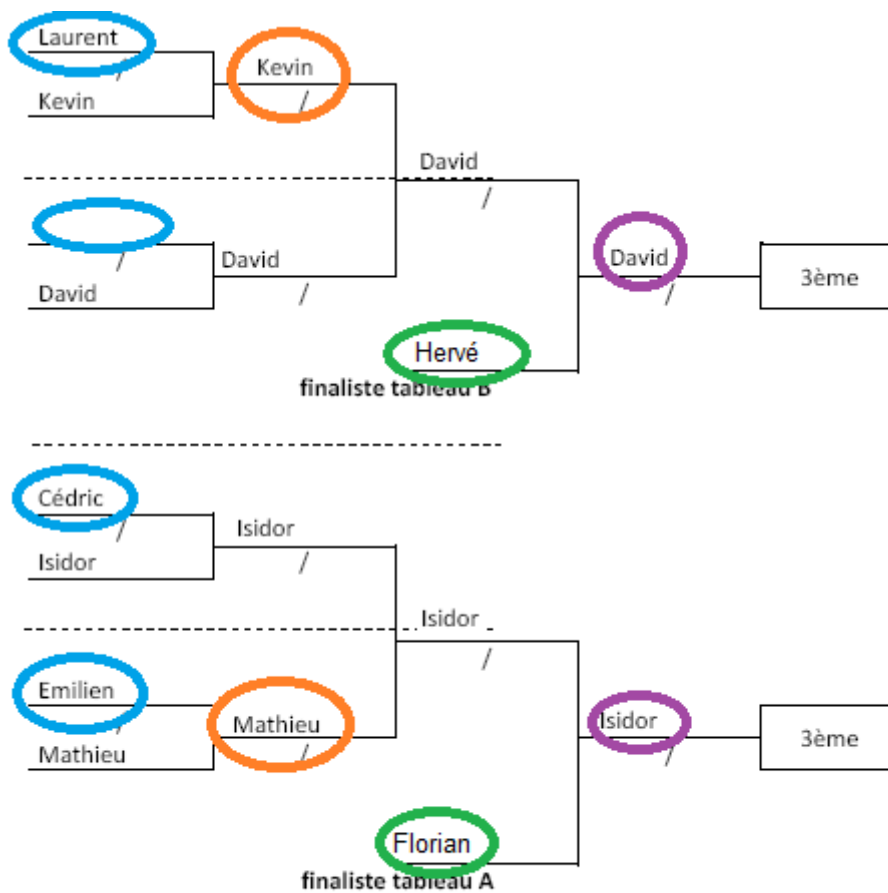 Laurent
/
Kevin
Kevin
/
David
/
/
David
David
/
David
/
3ème
Hervé
finaliste tableau B
Cédric
/
Isidor
Isidor
/
Isidor
/
Emilien
/
Mathieu
Mathieu
/
Isidor
/
3ème
Florian
finaliste tableau A